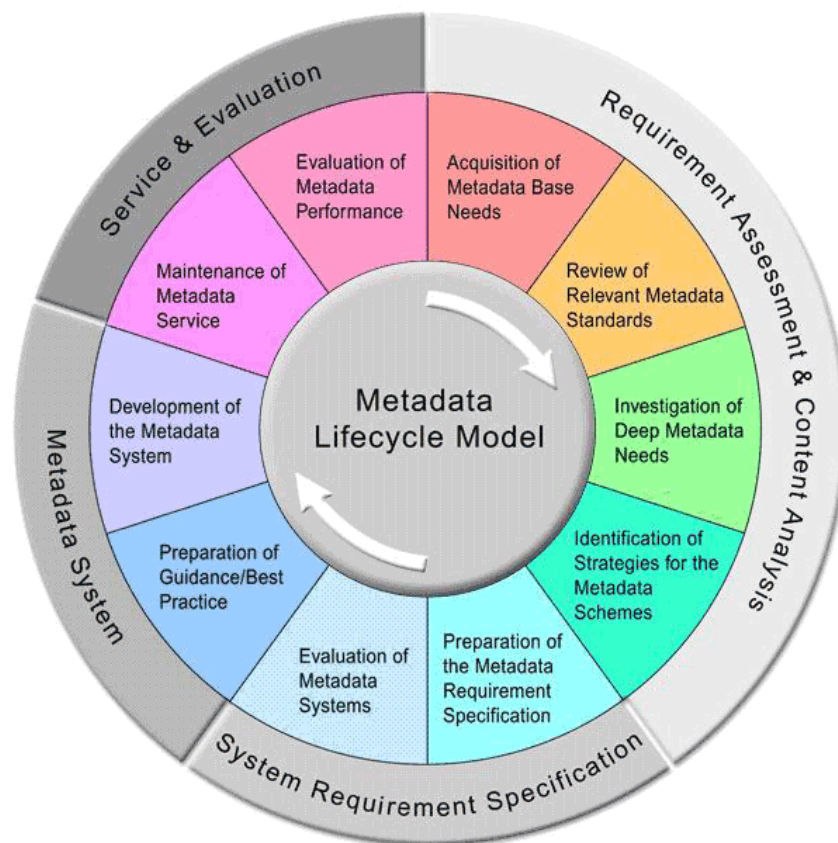 Service & Evaluation
Requirement Assessment & Content Analysis
Evaluation of
Metadata
Performance
Acquisition of
Metadata Base
Needs
Maintenance of
Metadata
Service
Review of
Relevant Metadata
Standards
Metadata
Lifecycle Model
Development of
the Metadata
System
Investigation of
Deep Metadata
Needs
Preparation of
Guidance/Best
Practice
Identification of
Strategies for the
Metadata
Schemes
Evaluation of
Metadata
Systems
Preparation of
the Metadata
Requirement
Specification
Metadata System
System Requirement Specification